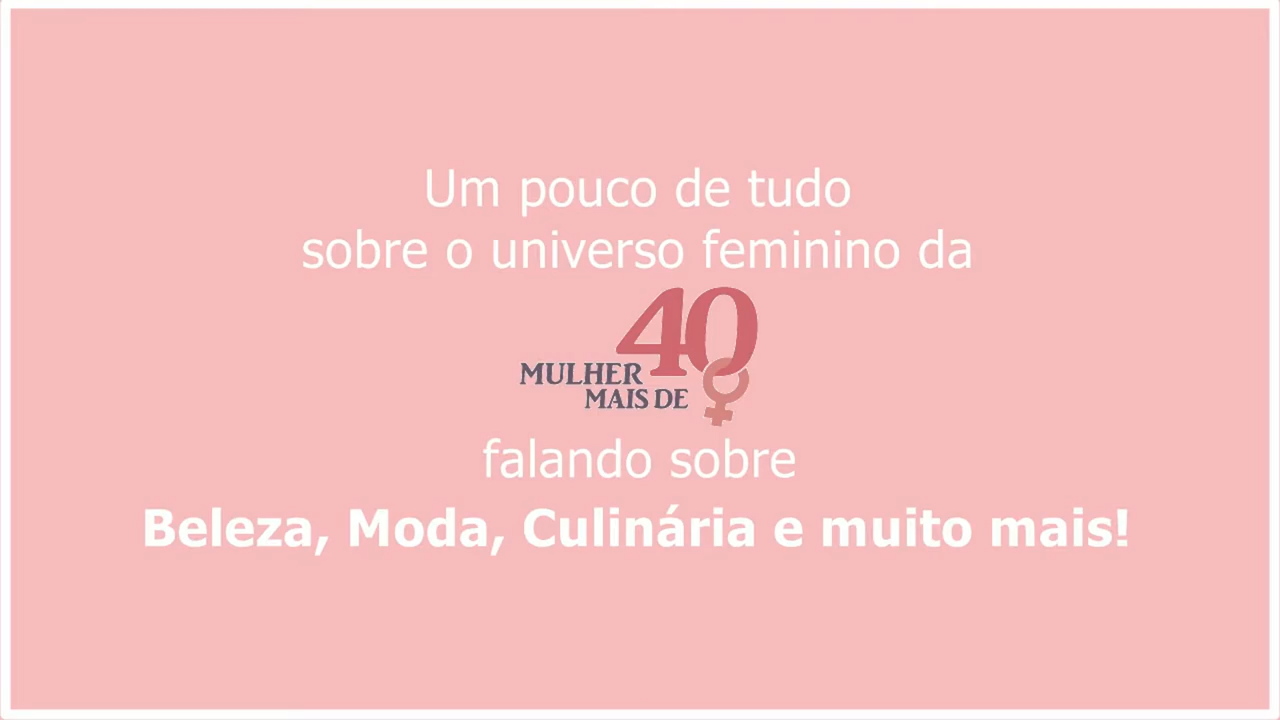 Um pouco de tudo
sobre o universo feminino da
40
MULHER
MAIS DE
falando sobre
Beleza, Moda, Culinária e muito mais!